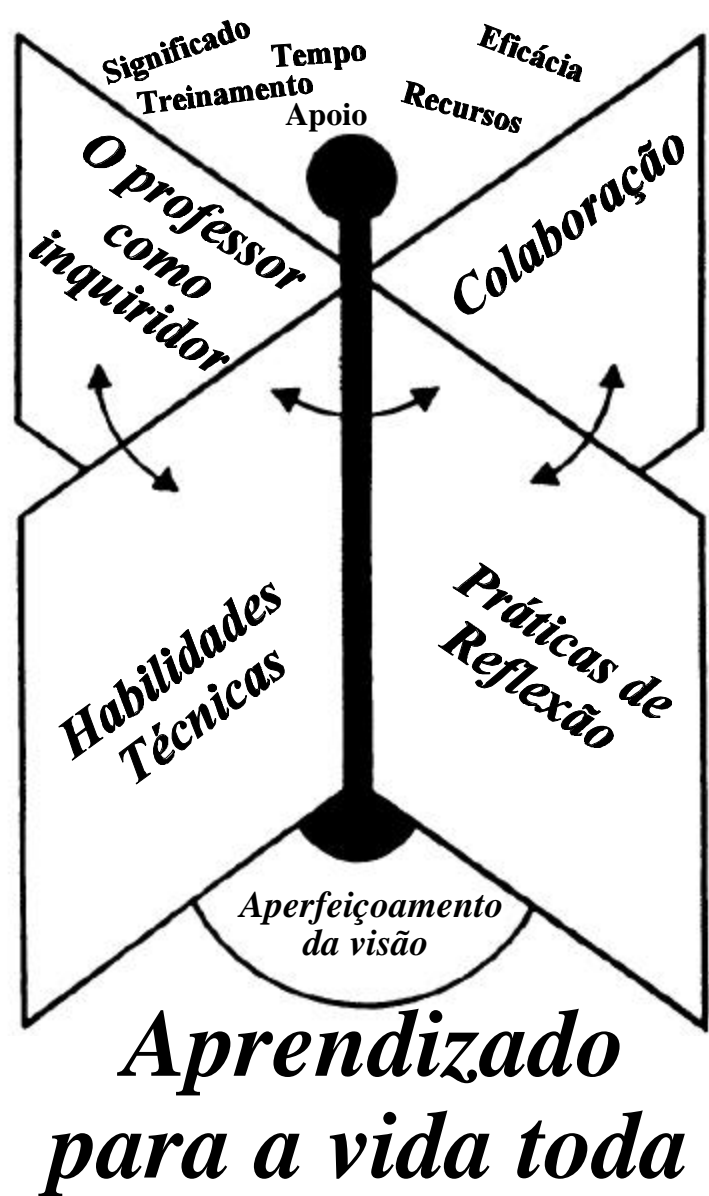 Significado
Tempo
Eficácia
Treinamento
Recursos
Apoio
O professor
como
inquiridor
Colaboração
Habilidades
Técnicas
Práticas de
Reflexão
Aperfeiçoamento
da visão
Aprendizado
para a vida toda